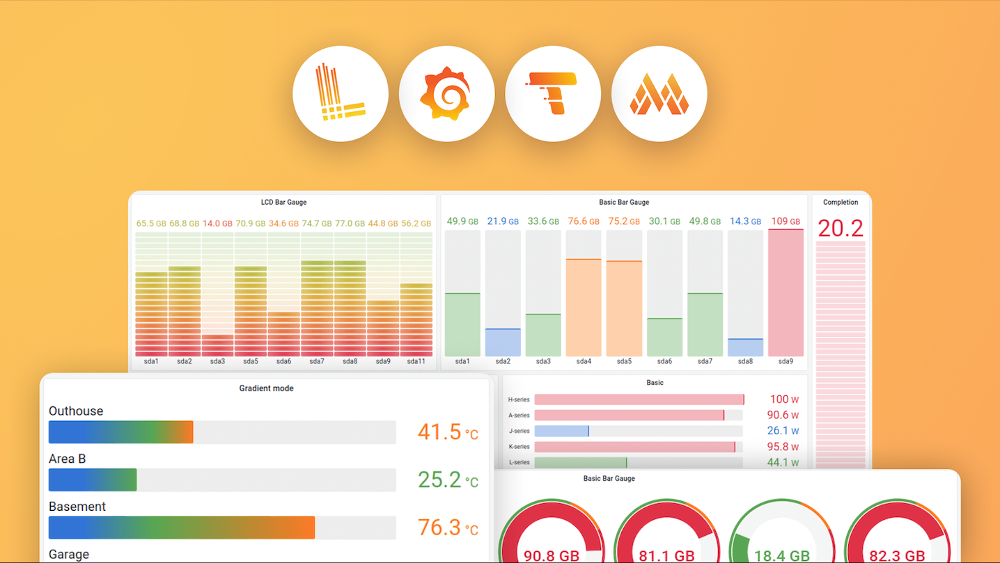 LCD Bar Gauge
65.5 GB 68.8 GB 14.0 GB 70.9 GB 34.6 GB 74.7 GB 77.0 GB 44.8 GB 56.2 GB
sda1 sda2 sda3 sda5 sda6 sda7 sda8 sda9 sda11
Basic Bar Gauge
49.9 GB 21.9 GB 33.6 GB 76.6 GB 75.2 GB 30.1 GB 49.8 GB 14.3 GB 109 GB
sda1 sda2 sda3 sda4 sda5 sda6 sda7 sda8 sda9
Completion
20.2
Gradient mode
Outhouse
41.5 °C
Area B
25.2 °C
Basement
76.3 °C
Garage
Basic
H-series 100 W
A-series 90.6 W
J-series 26.1 W
K-series 95.8 W
L-series 44.1 W
Basic Bar Gauge
90.8 GB 81.1 GB 18.4 GB 82.3 GB